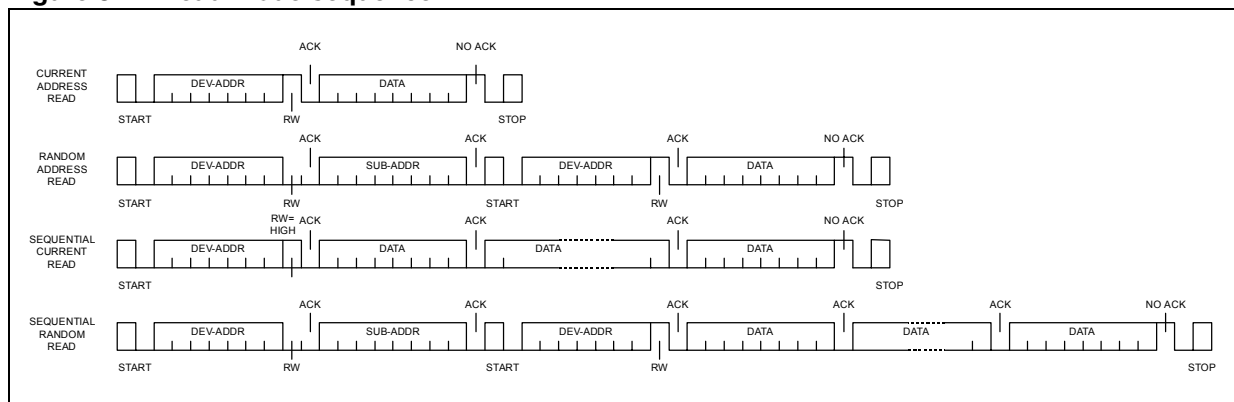 ACK NO ACK
CURRENT
ADDRESS
READ
DEV-ADDR DATA
START RW STOP
ACK ACK ACK NO ACK
RANDOM
ADDRESS
READ
DEV-ADDR SUB-ADDR DEV-ADDR DATA
START RW START RW STOP
RW=
HIGH
ACK ACK ACK NO ACK
SEQUENTIAL
CURRENT
READ
DEV-ADDR DATA DATA DATA
START STOP
ACK ACK ACK ACK ACK NO ACK
SEQUENTIAL
RANDOM
READ
DEV-ADDR SUB-ADDR DEV-ADDR DATA DATA DATA
START RW START RW STOP